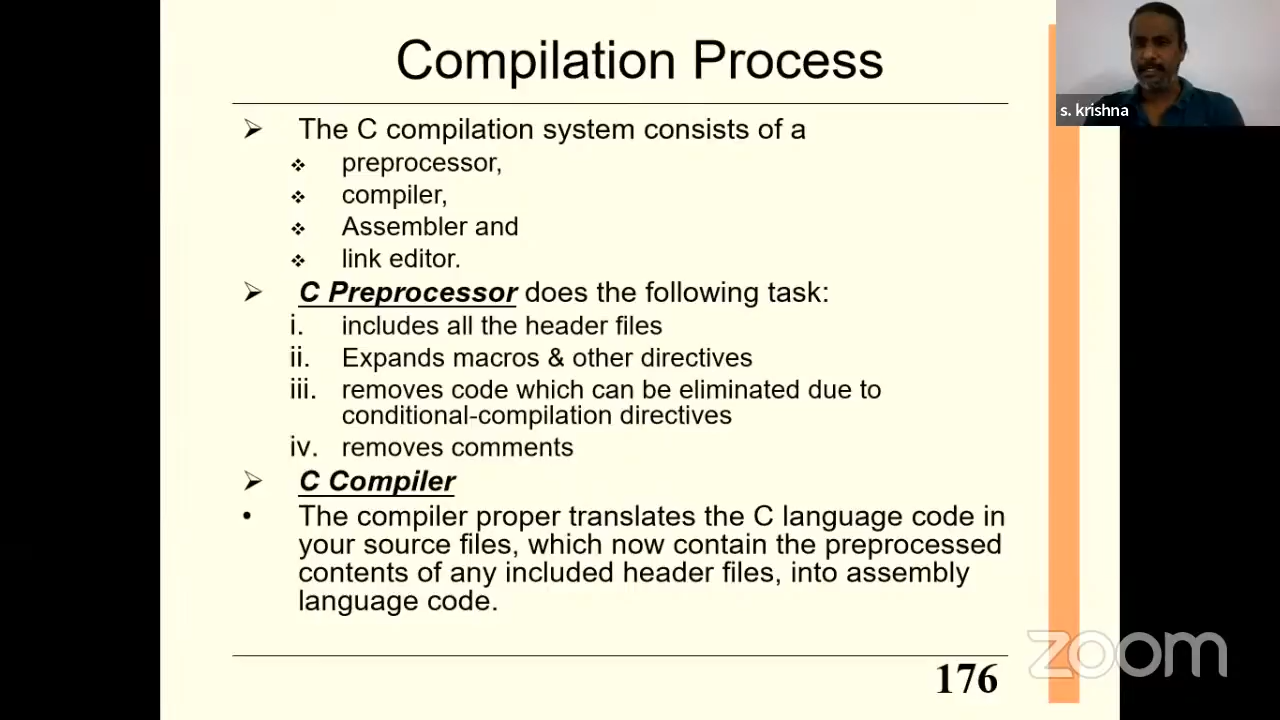 Compilation Process
s. krishna
➢ The C compilation system consists of a
❖ preprocessor,
❖ compiler,
❖ Assembler and
❖ link editor.
➢ C Preprocessor does the following task:
i. includes all the header files
ii. Expands macros & other directives
iii. removes code which can be eliminated due to
conditional-compilation directives
iv. removes comments
➢ C Compiler
• The compiler proper translates the C language code in
your source files, which now contain the preprocessed
contents of any included header files, into assembly
language code.
zoom
176